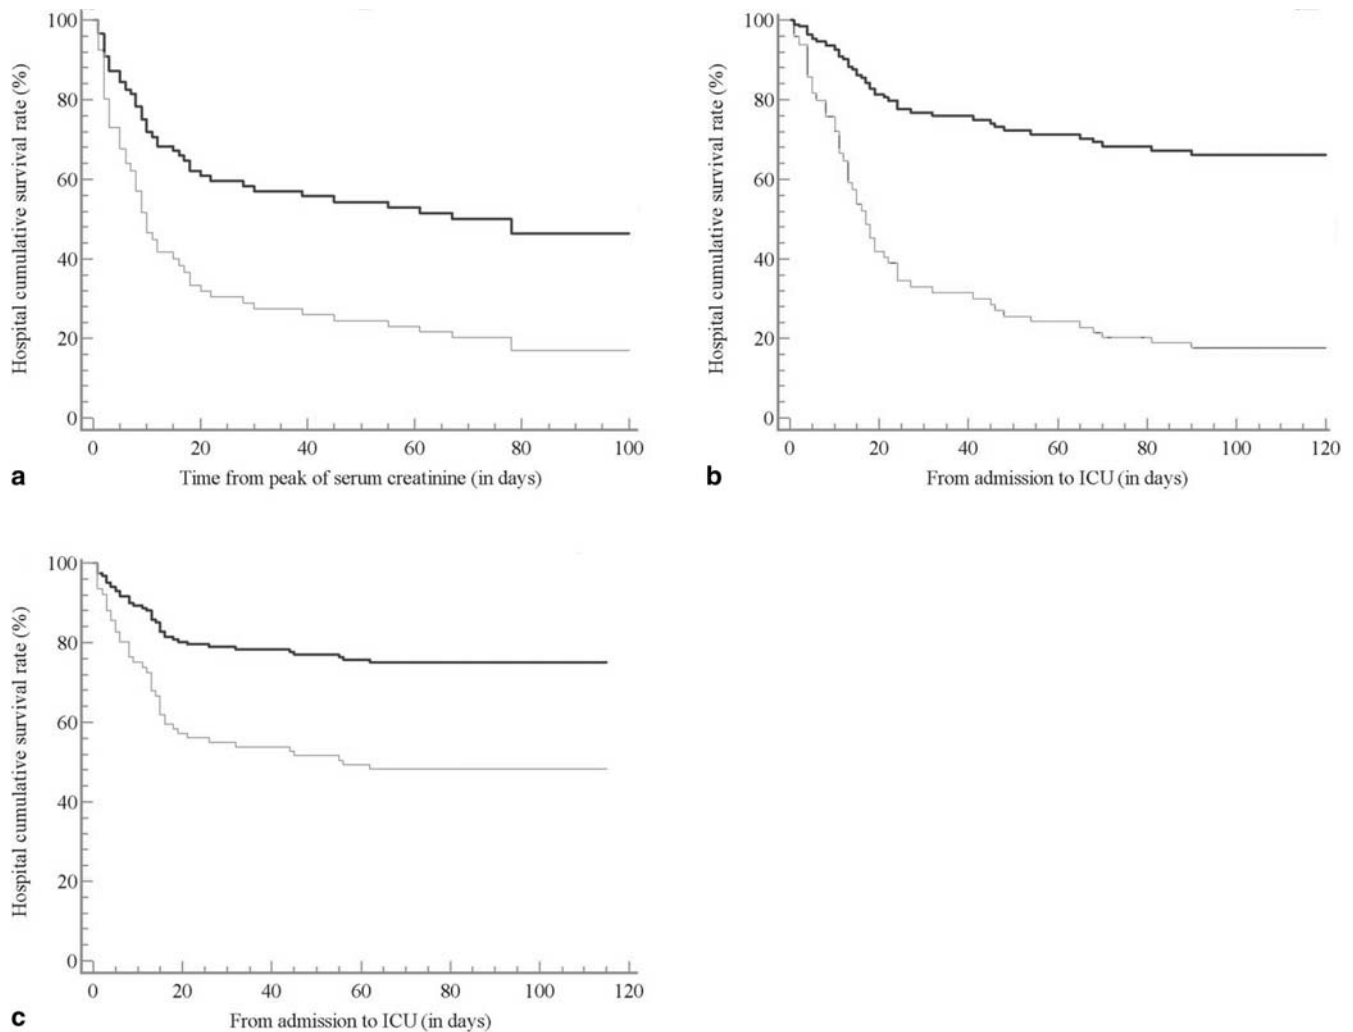 100
80
60
40
20
0
Hospital cumulative survival rate (%)
0 20 40 60 80 100
Time from peak of serum creatinine (in days)
a
100
80
60
40
20
0
Hospital cumulative survival rate (%)
0 20 40 60 80 100 120
From admission to ICU (in days)
b
100
80
60
40
20
0
Hospital cumulative survival rate (%)
0 20 40 60 80 100 120
From admission to ICU (in days)
c